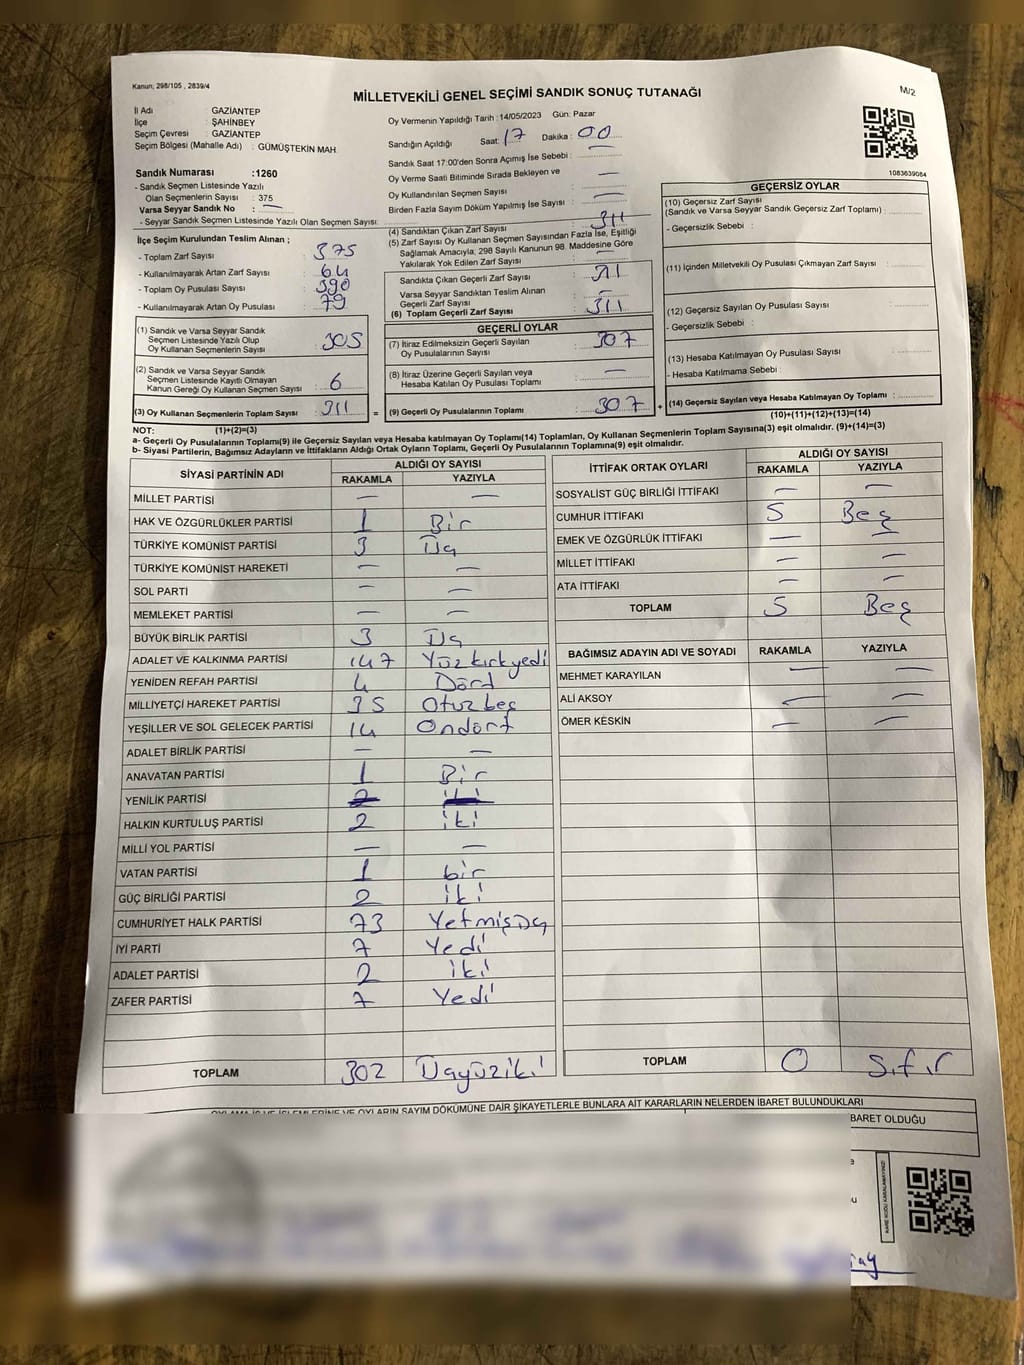 Kanun, 298/105 , 2839/4
MİLLETVEKİLİ GENEL SEÇİMİ SANDIK SONUÇ TUTANAĞI
M/2
İl Adı : GAZİANTEP
İlçe : ŞAHİNBEY
Seçim Çevresi : GAZİANTEP
Seçim Bölgesi (Mahalle Adı) : GÜMÜŞTEKİN MAH.
Sandık Numarası :1260
- Sandık Seçmen Listesinde Yazılı
Olan Seçmenlerin Sayısı : 375
Varsa Seyyar Sandık No : —
- Seyyar Sandık Seçmen Listesinde Yazılı Olan Seçmen Sayısı:
İlçe Seçim Kurulundan Teslim Alınan ;
- Toplam Zarf Sayısı : 375
- Kullanılmayarak Artan Zarf Sayısı : 64
- Toplam Oy Pusulası Sayısı : 390
- Kullanılmayarak Artan Oy Pusulası : 79
(1) Sandık ve Varsa Seyyar Sandık
Seçmen Listesinde Yazılı Olup
Oy Kullanan Seçmenlerin Sayısı : 305
(2) Sandık ve Varsa Seyyar Sandık
Seçmen Listesinde Kayıtlı Olmayan
Kanun Gereği Oy Kullanan Seçmen Sayısı : 6
(3) Oy Kullanan Seçmenlerin Toplam Sayısı : 311 =
Oy Vermenin Yapıldığı Tarih : 14/05/2023 Gün: Pazar
Sandığın Açıldığı Saat: 17 Dakika : 00
Sandık Saat 17:00'den Sonra Açımış İse Sebebi : —
Oy Verme Saati Bitiminde Sırada Bekleyen ve
Oy Kullandırılan Seçmen Sayısı : —
Birden Fazla Sayım Döküm Yapılmış İse Sayısı : —
(4) Sandıktan Çıkan Zarf Sayısı : 311
(5) Zarf Sayısı Oy Kullanan Seçmen Sayısından Fazla İse, Eşitliği
Sağlamak Amacıyla, 298 Sayılı Kanunun 98. Maddesine Göre
Yakılarak Yok Edilen Zarf Sayısı : —
Sandıkta Çıkan Geçerli Zarf Sayısı : 311
Varsa Seyyar Sandıktan Teslim Alınan
Geçerli Zarf Sayısı : —
(6) Toplam Geçerli Zarf Sayısı : 311
GEÇERLİ OYLAR
(7) İtiraz Edilmeksizin Geçerli Sayılan
Oy Pusulalarının Sayısı : 307
(8) İtiraz Üzerine Geçerli Sayılan veya
Hesaba Katılan Oy Pusulası Toplamı : —
(9) Geçerli Oy Pusulalarının Toplamı : 307 +
1083639084
GEÇERSİZ OYLAR
(10) Geçersiz Zarf Sayısı
(Sandık ve Varsa Seyyar Sandık Geçersiz Zarf Toplamı) :
- Geçersizlik Sebebi :
(11) İçinden Milletvekili Oy Pusulası Çıkmayan Zarf Sayısı :
(12) Geçersiz Sayılan Oy Pusulası Sayısı :
- Geçersizlik Sebebi :
(13) Hesaba Katılmayan Oy Pusulası Sayısı :
- Hesaba Katılmama Sebebi :
(14) Geçersiz Sayılan veya Hesaba Katılmayan Oy Toplamı :
NOT: (1)+(2)=(3)
(10)+(11)+(12)+(13)=(14)
a- Geçerli Oy Pusulalarının Toplamı(9) ile Geçersiz Sayılan veya Hesaba katılmayan Oy Toplamı(14) Toplamları, Oy Kullanan Seçmenlerin Toplam Sayısına(3) eşit olmalıdır. (9)+(14)=(3)
b- Siyasi Partilerin, Bağımsız Adayların ve İttifakların Aldığı Ortak Oyların Toplamı, Geçerli Oy Pusulalarının Toplamına(9) eşit olmalıdır.
SİYASİ PARTİNİN ADI ALDIĞI OY SAYISI
RAKAMLA YAZIYLA
MİLLET PARTİSİ — —
HAK VE ÖZGÜRLÜKLER PARTİSİ 1 Bir
TÜRKİYE KOMÜNİST PARTİSİ 3 Üç
TÜRKİYE KOMÜNİST HAREKETİ — —
SOL PARTİ — —
MEMLEKET PARTİSİ — —
BÜYÜK BİRLİK PARTİSİ 3 Üç
ADALET VE KALKINMA PARTİSİ 147 Yüzkırkyedi
YENİDEN REFAH PARTİSİ 4 Dörd
MİLLİYETÇİ HAREKET PARTİSİ 35 Otuzbeş
YEŞİLLER VE SOL GELECEK PARTİSİ 14 Ondört
ADALET BİRLİK PARTİSİ — —
ANAVATAN PARTİSİ 1 Bir
YENİLİK PARTİSİ 2 iki
HALKIN KURTULUŞ PARTİSİ 2 iki
MİLLİ YOL PARTİSİ — —
VATAN PARTİSİ 1 bir
GÜÇ BİRLİĞİ PARTİSİ 2 iki
CUMHURİYET HALK PARTİSİ 73 Yetmişüç
İYİ PARTİ 7 Yedi
ADALET PARTİSİ 2 iki
ZAFER PARTİSİ 7 Yedi
TOPLAM 302 Üçyüziki
İTTİFAK ORTAK OYLARI ALDIĞI OY SAYISI
RAKAMLA YAZIYLA
SOSYALİST GÜÇ BİRLİĞİ İTTİFAKI — —
CUMHUR İTTİFAKI 5 Beş
EMEK VE ÖZGÜRLÜK İTTİFAKI — —
MİLLET İTTİFAKI — —
ATA İTTİFAKI — —
TOPLAM 5 Beş
BAĞIMSIZ ADAYIN ADI VE SOYADI RAKAMLA YAZIYLA
MEHMET KARAYILAN — —
ALİ AKSOY — —
ÖMER KESKİN — —
TOPLAM 0 Sıfır
OYLAMA İŞ VE İŞLEMLERİNE VE OYLARIN SAYIM DÖKÜMÜNE DAİR ŞİKAYETLERLE BUNLARA AİT KARARLARIN NELERDEN İBARET BULUNDUKLARI
BARET OLDUĞU
KARE KODU KARALAMAYINIZ!